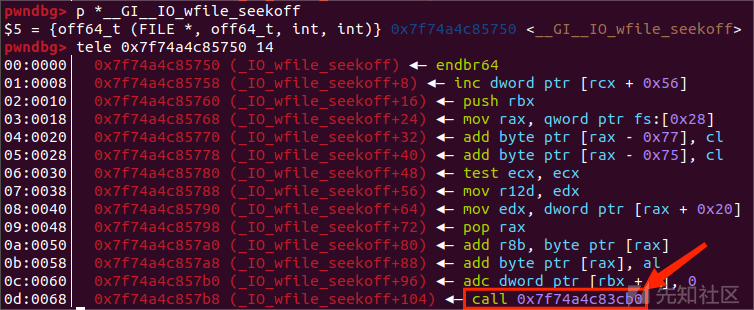 pwndbg> p *__GI__IO_wfile_seekoff
$5 = {off64_t (FILE *, off64_t, int, int)} 0x7f74a4c85750 <__GI__IO_wfile_seekoff>
pwndbg> tele 0x7f74a4c85750 14
00:0000│ 0x7f74a4c85750 (_IO_wfile_seekoff) ◂— endbr64
01:0008│ 0x7f74a4c85758 (_IO_wfile_seekoff+8) ◂— inc dword ptr [rcx + 0x56]
02:0010│ 0x7f74a4c85760 (_IO_wfile_seekoff+16) ◂— push rbx
03:0018│ 0x7f74a4c85768 (_IO_wfile_seekoff+24) ◂— mov rax, qword ptr fs:[0x28]
04:0020│ 0x7f74a4c85770 (_IO_wfile_seekoff+32) ◂— add byte ptr [rax - 0x77], cl
05:0028│ 0x7f74a4c85778 (_IO_wfile_seekoff+40) ◂— add byte ptr [rax - 0x75], cl
06:0030│ 0x7f74a4c85780 (_IO_wfile_seekoff+48) ◂— test ecx, ecx
07:0038│ 0x7f74a4c85788 (_IO_wfile_seekoff+56) ◂— mov r12d, edx
08:0040│ 0x7f74a4c85790 (_IO_wfile_seekoff+64) ◂— mov edx, dword ptr [rax + 0x20]
09:0048│ 0x7f74a4c85798 (_IO_wfile_seekoff+72) ◂— pop rax
0a:0050│ 0x7f74a4c857a0 (_IO_wfile_seekoff+80) ◂— add r8b, byte ptr [rax]
0b:0058│ 0x7f74a4c857a8 (_IO_wfile_seekoff+88) ◂— add byte ptr [rax], al
0c:0060│ 0x7f74a4c857b0 (_IO_wfile_seekoff+96) ◂— adc dword ptr [rbx + ], 0
0d:0068│ 0x7f74a4c857b8 (_IO_wfile_seekoff+104) ◂— call 0x7f74a4c83cb0
先知社区